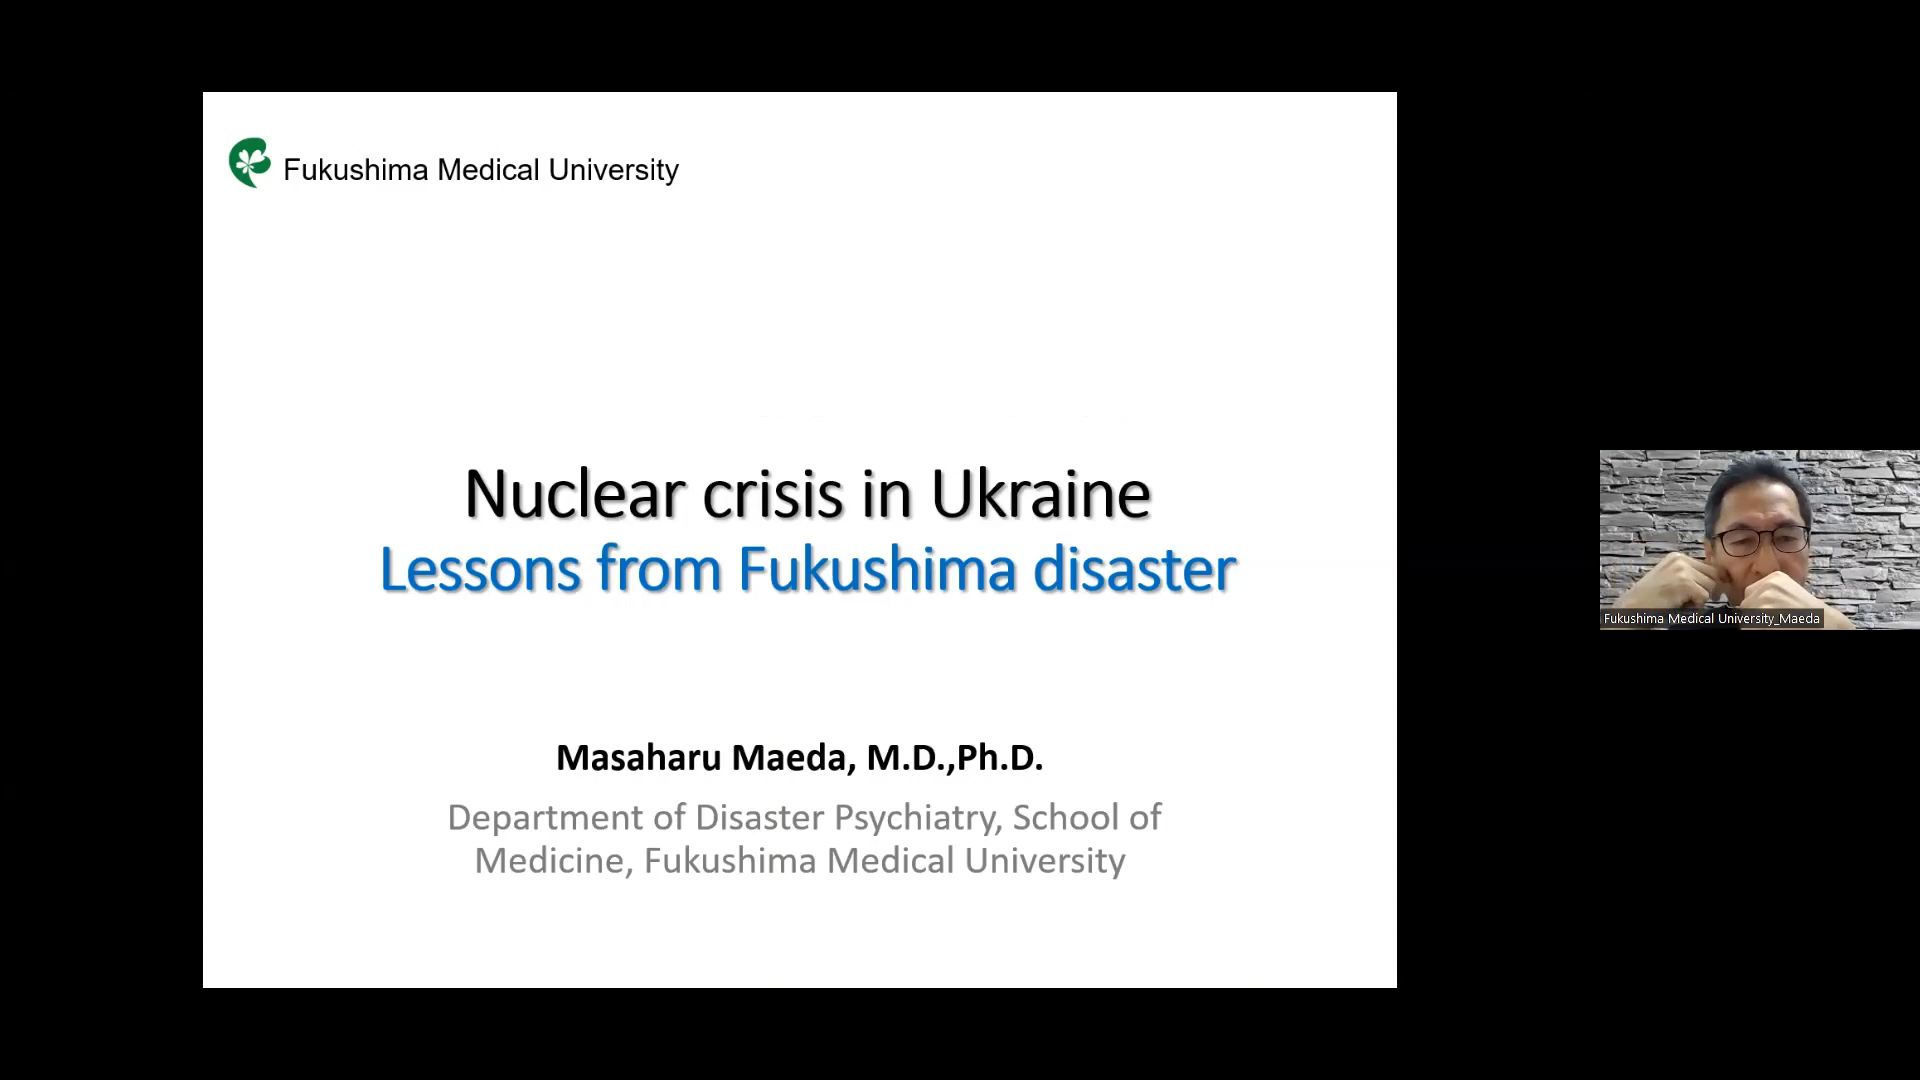 Fukushima Medical University
Nuclear crisis in Ukraine
Lessons from Fukushima disaster
Masaharu Maeda, M.D.,Ph.D.
Department of Disaster Psychiatry, School of
Medicine, Fukushima Medical University
Fukushima Medical University_Maeda